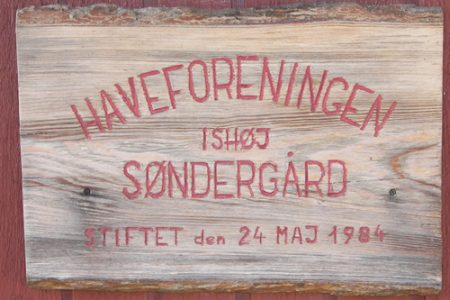 HAVEFORENINGEN
ISHØJ
SØNDERGÅRD
STIFTET den 24 MAJ 1984